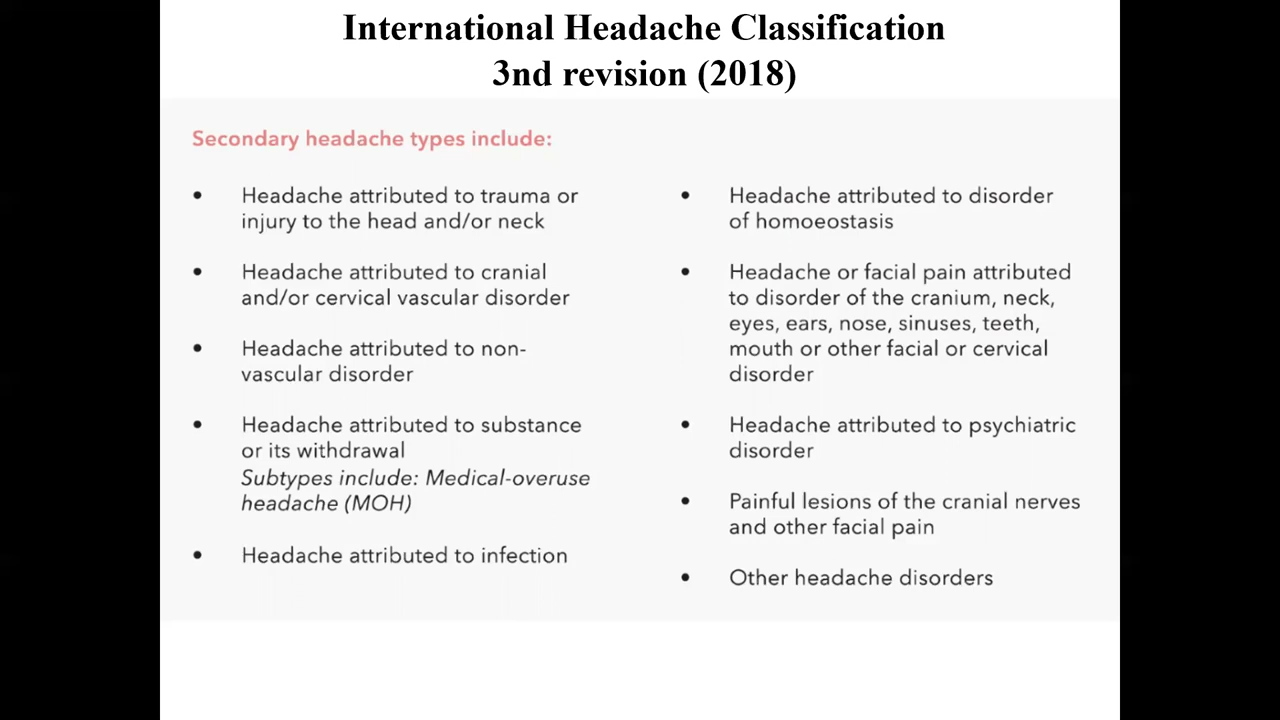 International Headache Classification
3nd revision (2018)
Secondary headache types include:
• Headache attributed to trauma or
injury to the head and/or neck
• Headache attributed to cranial
and/or cervical vascular disorder
• Headache attributed to non-
vascular disorder
• Headache attributed to substance
or its withdrawal
Subtypes include: Medical-overuse
headache (MOH)
• Headache attributed to infection
• Headache attributed to disorder
of homoeostasis
• Headache or facial pain attributed
to disorder of the cranium, neck,
eyes, ears, nose, sinuses, teeth,
mouth or other facial or cervical
disorder
• Headache attributed to psychiatric
disorder
• Painful lesions of the cranial nerves
and other facial pain
• Other headache disorders